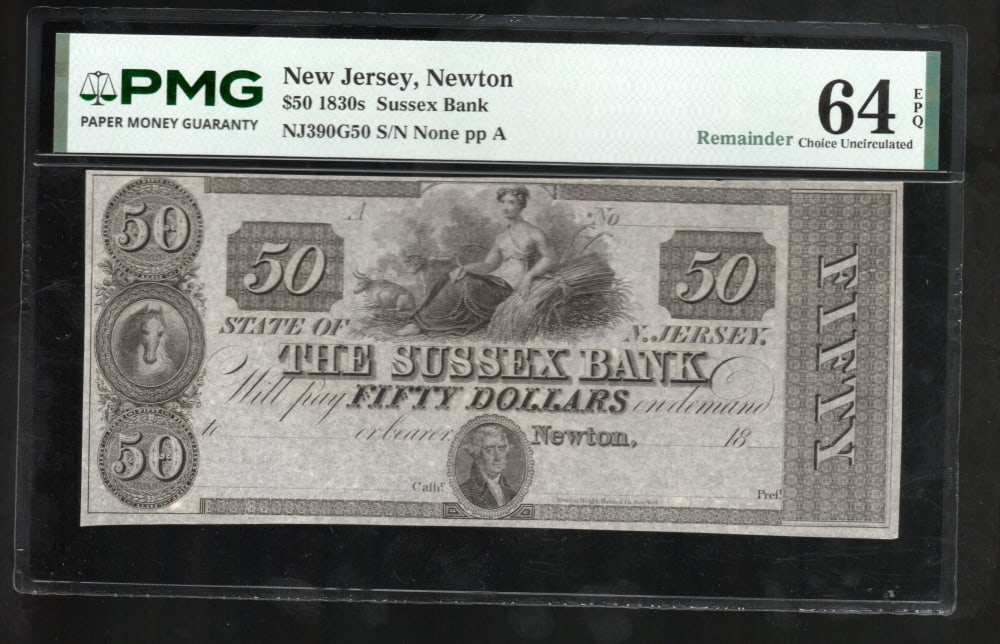 PMG
PAPER MONEY GUARANTY
New Jersey, Newton
$50 1830s Sussex Bank
NJ390G50 S/N None pp A
Remainder
64
EPQ
Choice Uncirculated
50
A
No
50
50
STATE OF
N. JERSEY.
THE SUSSEX BANK
Will pay FIFTY DOLLARS on demand
to
or bearer
Newton,
18
50
Cashr
Prest
FIFTY